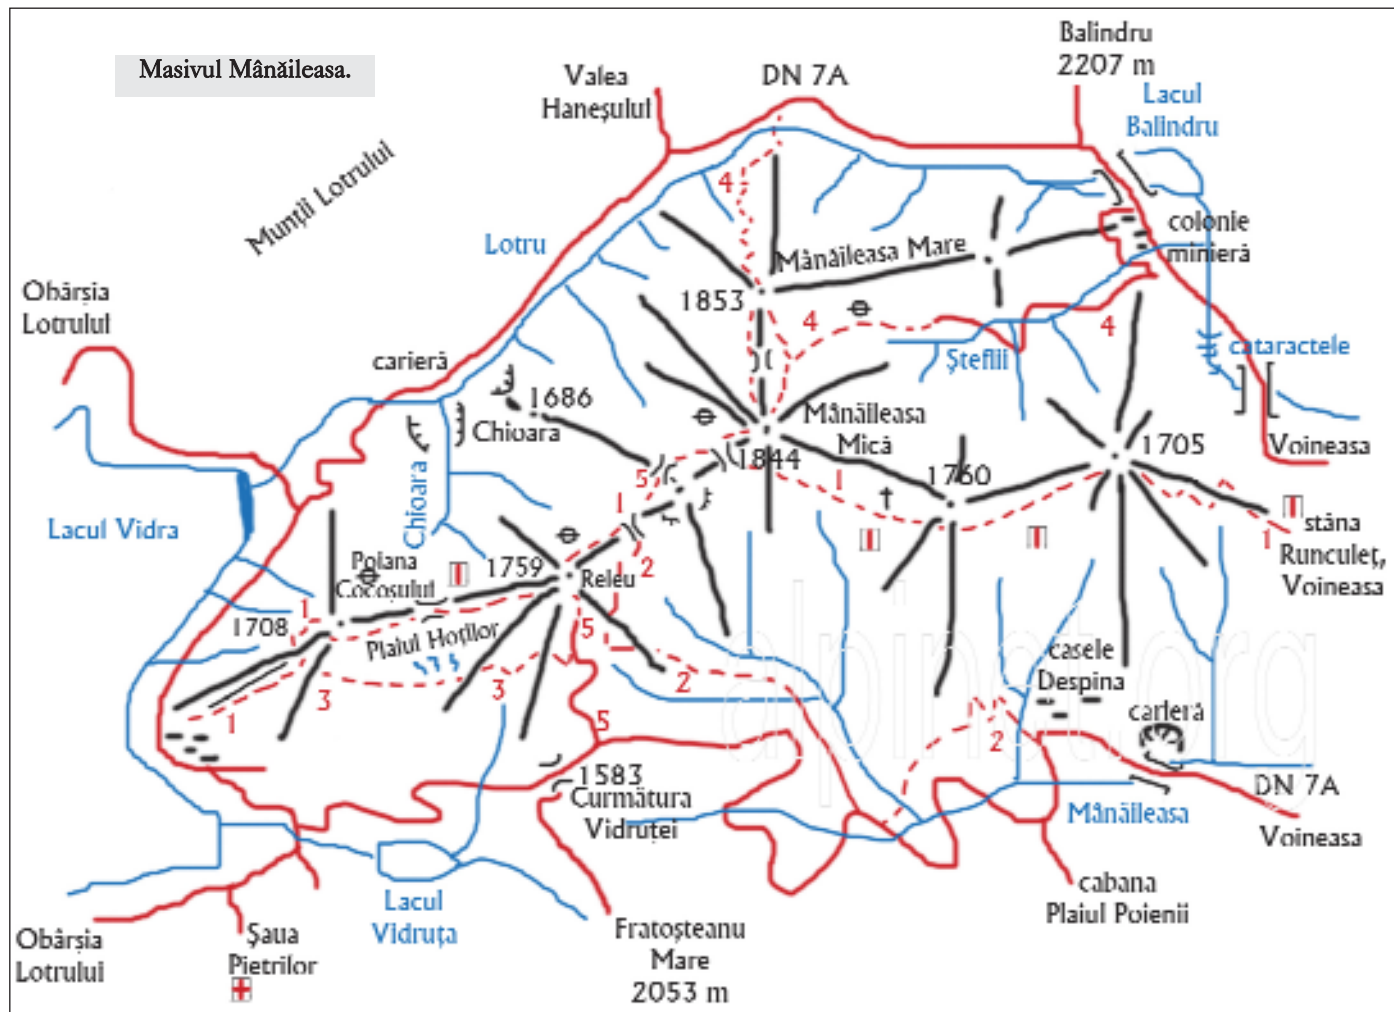 Masivul Mânăileasa.
Balindru
2207 m
Valea
Haneşului
DN 7A
Lacul
Balindru
Munţii Lotrului
4
colonie
minieră
Lotru
Mânăileasa Mare
Obârşia
Lotrului
1853
4
4
carieră
Şteflii
cataractele
1686
Chioara
Mânăileasa
Mică
Voineasa
1844
1705
5
1
1760
Chioara
1
Lacul Vidra
stâna
Runculeţ,
Voineasa
1
Poiana
Cocoşului
1759
Releu
2
1
1708
Plaiul Hoţilor
5
alpinet.org
casele
Despina
3
3
2
1
5
2
carieră
1583
Curmătura
Vidruţei
DN 7A
Mânăileasa
Voineasa
cabana
Plaiul Poienii
Lacul
Vidruţa
Obârşia
Lotrului
Şaua
Pietrilor
Fratoşteanu
Mare
2053 m